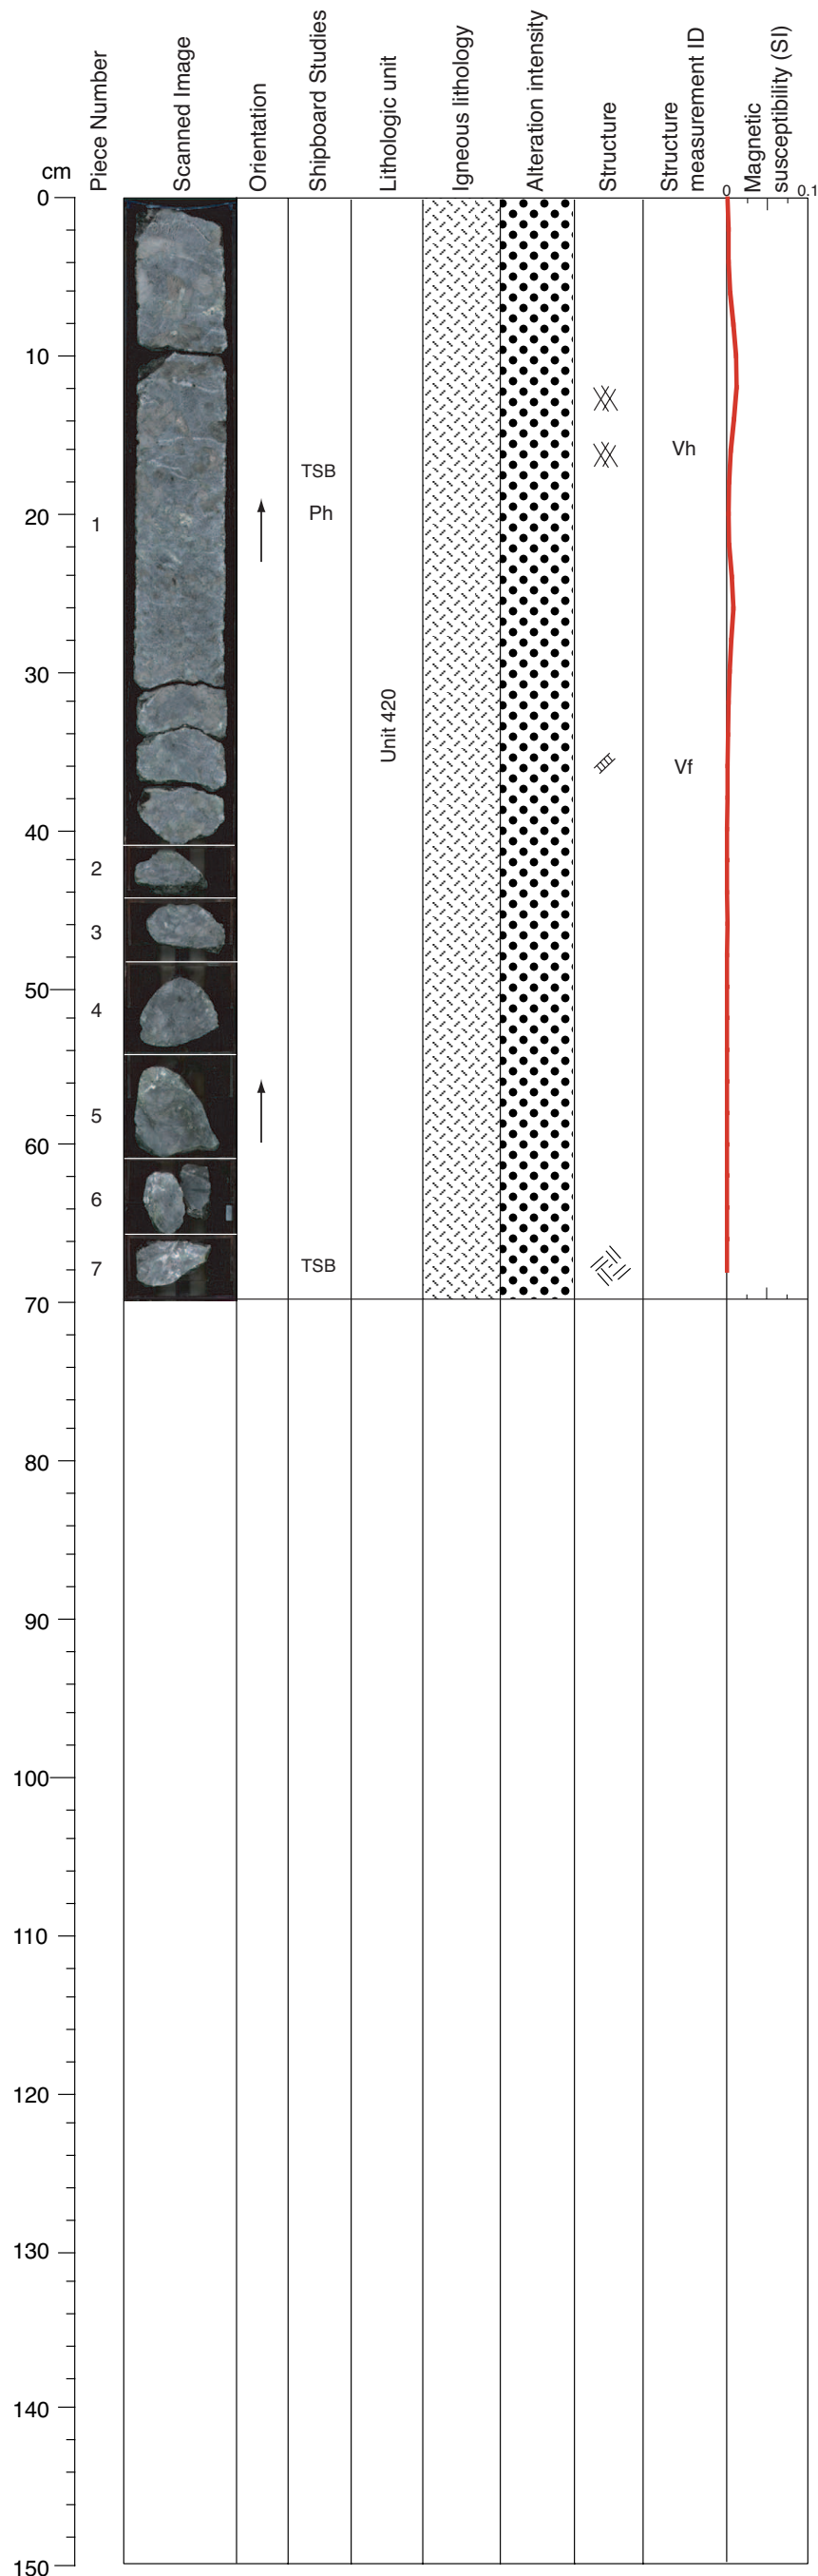 cm
Piece Number
Scanned Image
Orientation
Shipboard Studies
Lithologic unit
Igneous lithology
Alteration intensity
Structure
Structure
measurement ID
Magnetic
susceptibility (SI)
0 0.1
0
10
Vh
TSB
20
Ph
1
30
Unit 420
Vf
40
2
3
50
4
5
60
6
7
TSB
70
80
90
100
110
120
130
140
150